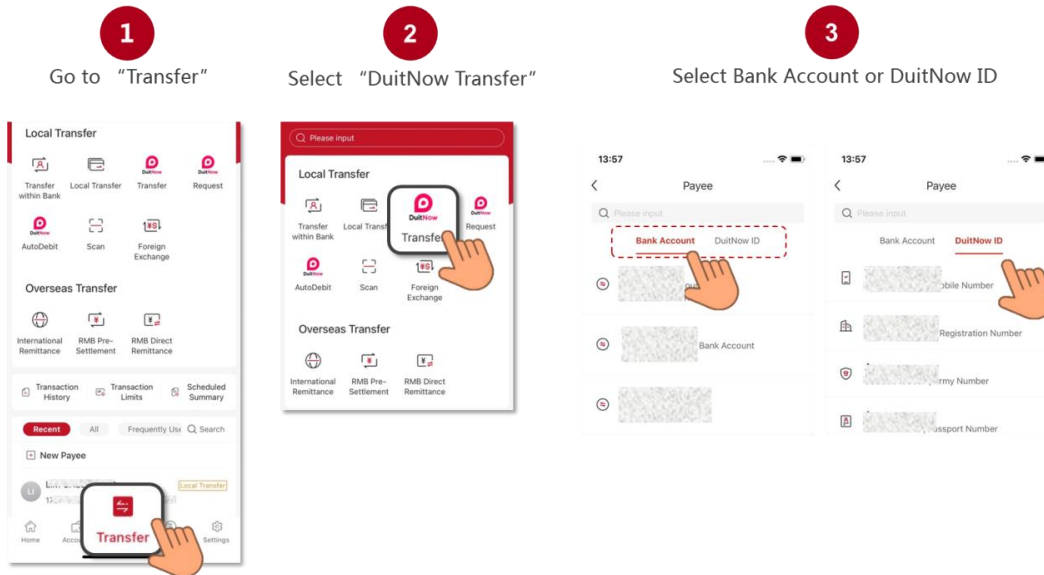 1
Go to “Transfer”
Local Transfer
Transfer within Bank
Local Transfer
DuitNow
Transfer
DuitNow
Request
DuitNow
AutoDebit
Scan
Foreign Exchange
Overseas Transfer
International Remittance
RMB Pre-Settlement
RMB Direct Remittance
Transaction History
Transaction Limits
Scheduled Summary
Recent
All
Frequently Use
Search
New Payee
LI
Local Transfer
Home
Transfer
Settings
2
Select “DuitNow Transfer”
Please input
Local Transfer
Transfer within Bank
Local Transf
DuitNow
Transfer
DuitNow
Request
DuitNow
AutoDebit
Scan
Foreign Exchange
Overseas Transfer
International Remittance
RMB Pre-Settlement
RMB Direct Remittance
3
Select Bank Account or DuitNow ID
13:57
Payee
Please input
Bank Account
DuitNow ID
Bank Account
13:57
Payee
Please input
Bank Account
DuitNow ID
obile Number
Registration Number
rmy Number
assport Number